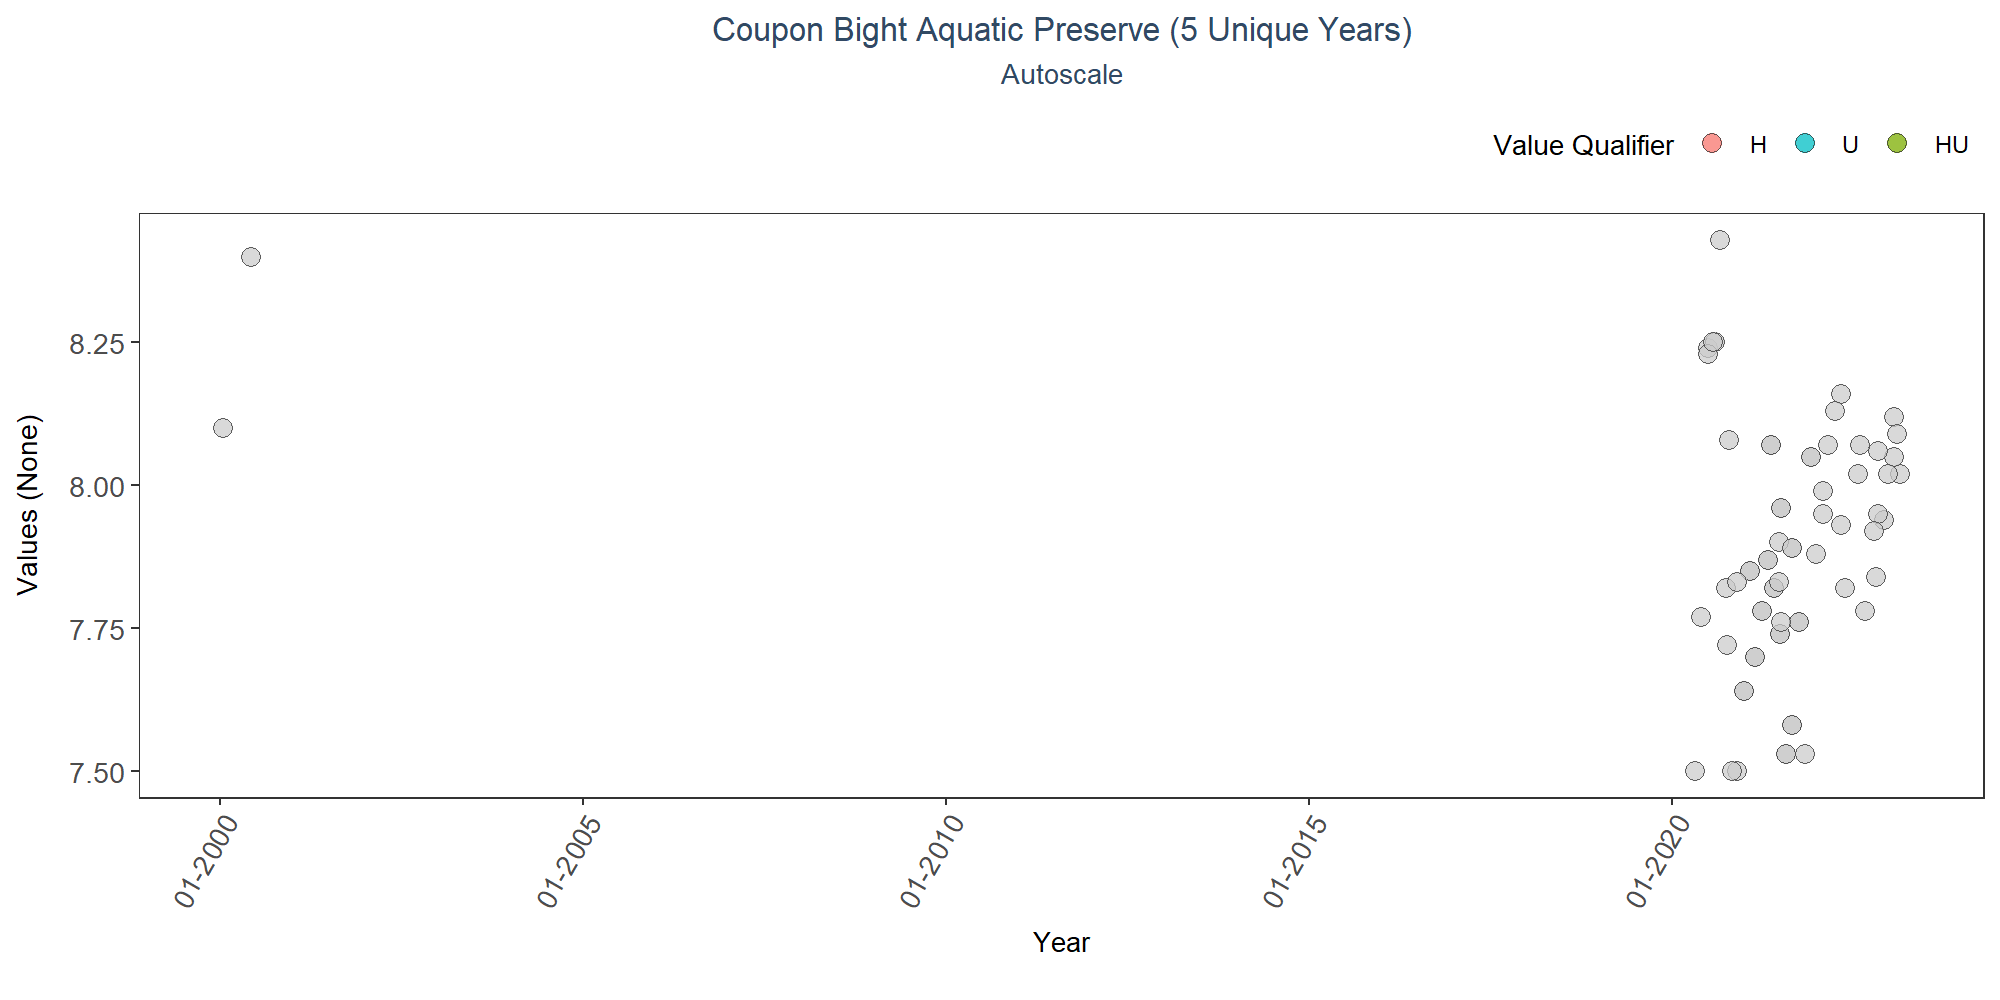 Coupon Bight Aquatic Preserve (5 Unique Years)
Autoscale
Value Qualifier H U HU
Values (None)
8.25
8.00
7.75
7.50
01-2000 01-2005 01-2010 01-2015 01-2020
Year